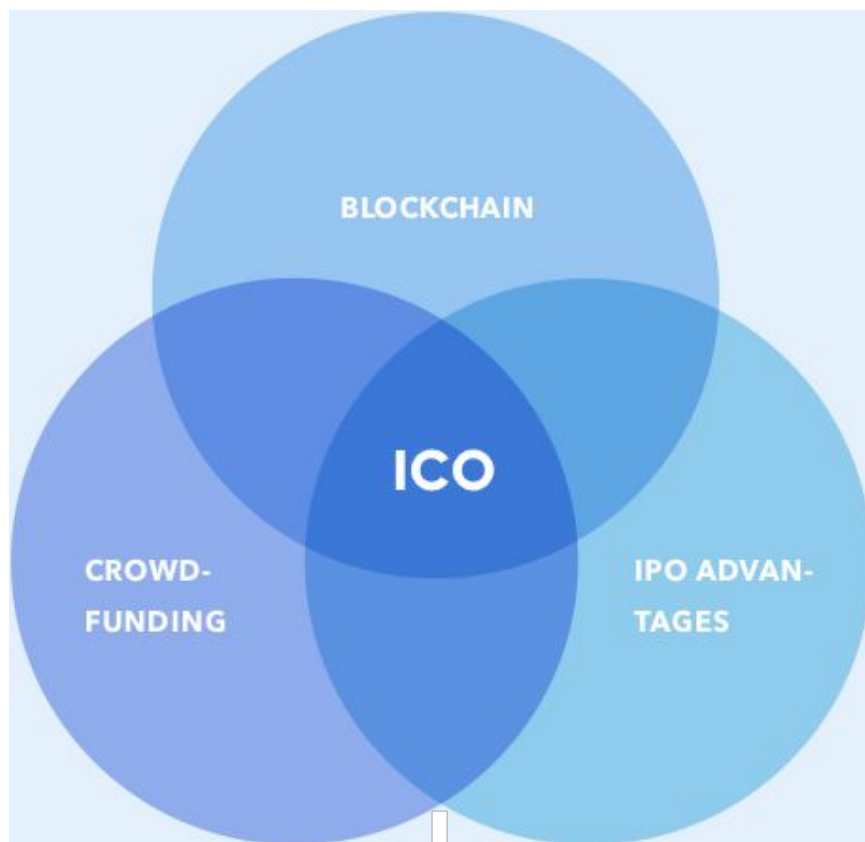 BLOCKCHAIN
ICO
CROWD-
FUNDING
IPO ADVAN-
TAGES